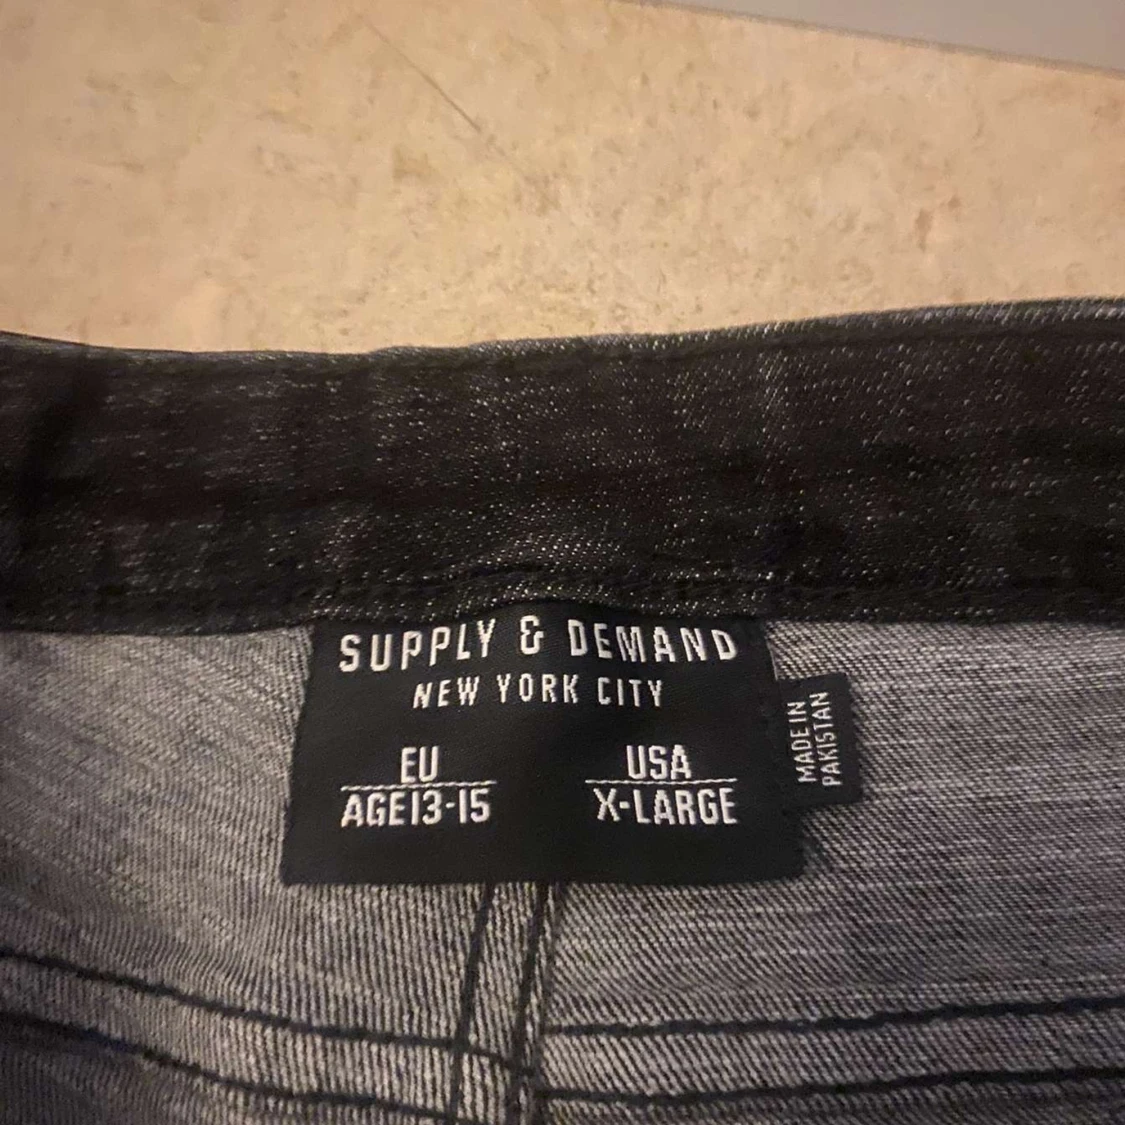 SUPPLY & DEMAND
NEW YORK CITY
EU
AGE13-15
USA
X-LARGE
MADE IN
PAKISTAN